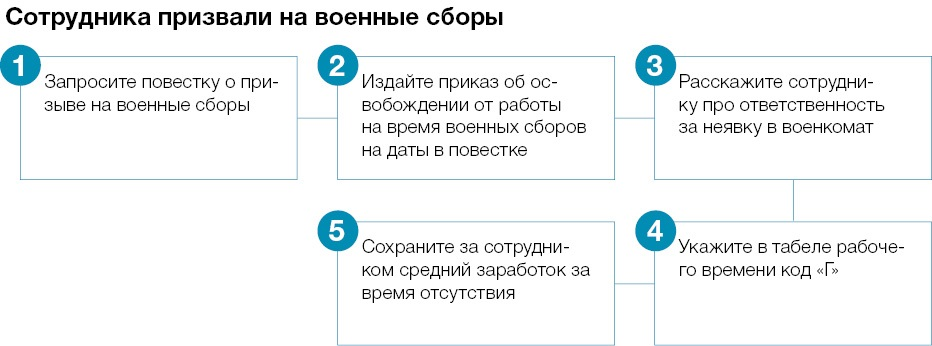 Сотрудника призвали на военные сборы
1
Запросите повестку о при-
зыве на военные сборы
2
Издайте приказ об ос-
вобождении от работы
на время военных сборов
на даты в повестке
3
Расскажите сотрудни-
ку про ответственность
за неявку в военкомат
4
Укажите в табеле рабоче-
го времени код «Г»
5
Сохраните за сотрудни-
ком средний заработок за
время отсутствия